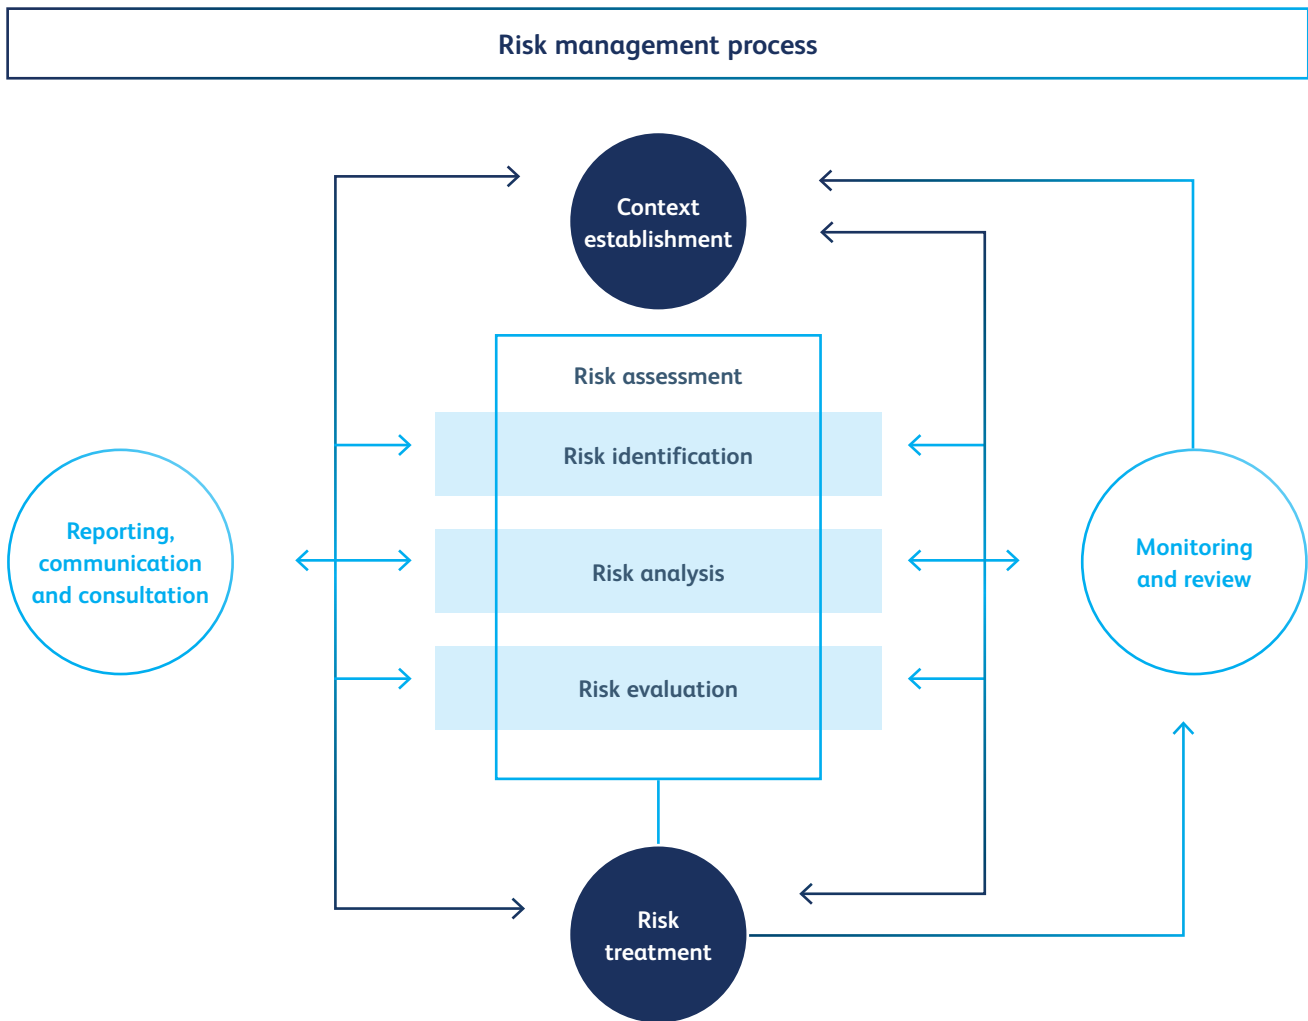 Risk management process
Context
establishment
Risk assessment
Risk identification
Risk analysis
Risk evaluation
Reporting,
communication
and consultation
Monitoring
and review
Risk
treatment